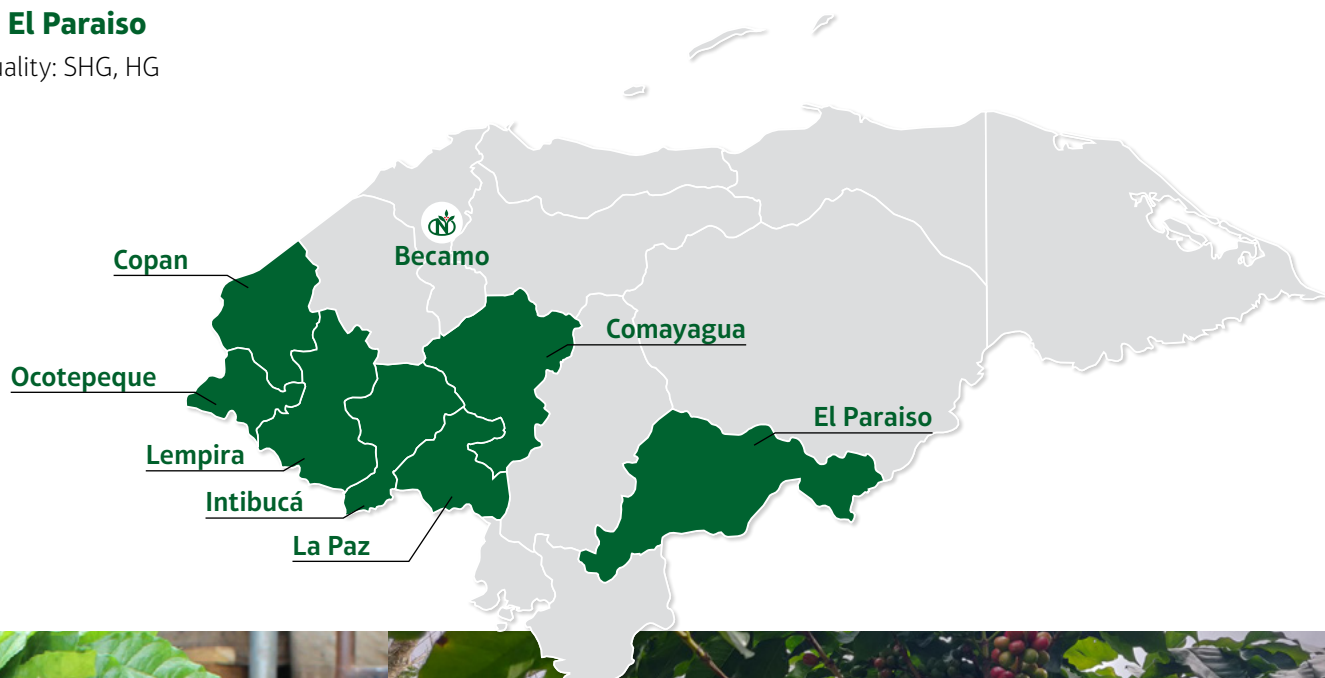 El Paraiso
uality: SHG, HG
N
Becamo
Copan
Comayagua
Ocotepeque
El Paraiso
Lempira
Intibucá
La Paz